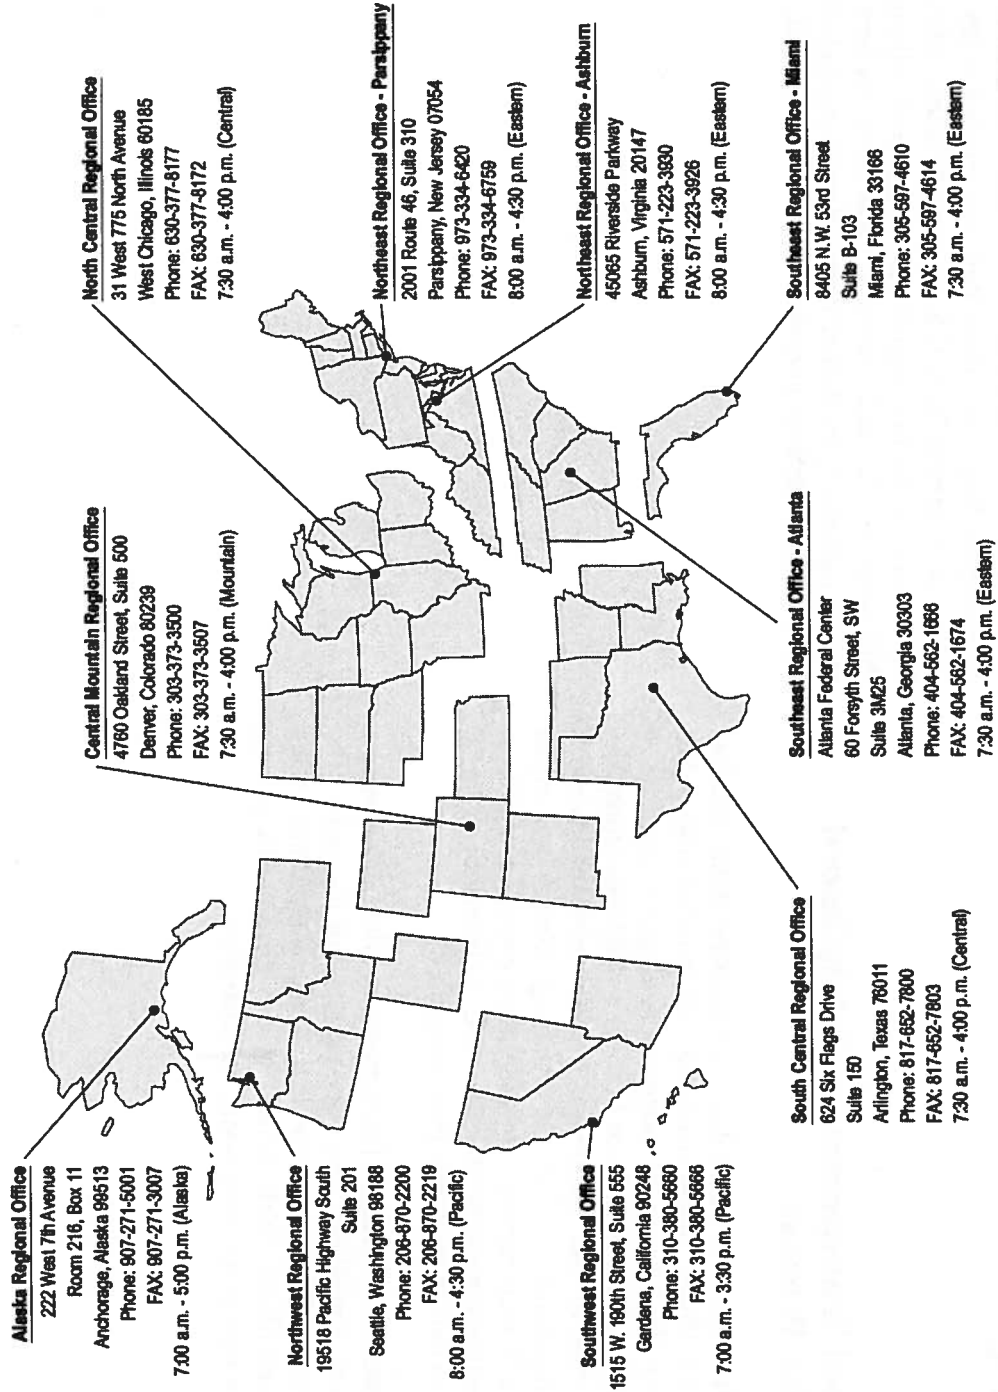 Alaska Regional Office
222 West 7th Avenue
Room 216, Box 11
Anchorage, Alaska 99513
Phone: 907-271-5001
FAX: 907-271-3007
7:00 a.m. - 5:00 p.m. (Alaska)
Northwest Regional Office
19518 Pacific Highway South
Suite 201
Seattle, Washington 98188
Phone: 206-870-2200
FAX: 206-870-2219
8:00 a.m. - 4:30 p.m. (Pacific)
Southwest Regional Office
1515 W. 190th Street, Suite 555
Gardena, California 90248
Phone: 310-380-5660
FAX: 310-380-5666
7:00 a.m. - 3:30 p.m. (Pacific)
Central Mountain Regional Office
4760 Oakland Street, Suite 500
Denver, Colorado 80239
Phone: 303-373-3500
FAX: 303-373-3507
7:30 a.m. - 4:00 p.m. (Mountain)
South Central Regional Office
624 Six Flags Drive
Suite 150
Arlington, Texas 76011
Phone: 817-652-7800
FAX: 817-652-7803
7:30 a.m. - 4:00 p.m. (Central)
North Central Regional Office
31 West 775 North Avenue
West Chicago, Illinois 60185
Phone: 630-377-8177
FAX: 630-377-8172
7:30 a.m. - 4:00 p.m. (Central)
Northeast Regional Office - Parsippany
2001 Route 46, Suite 310
Parsippany, New Jersey 07054
Phone: 973-334-6420
FAX: 973-334-6759
8:00 a.m. - 4:30 p.m. (Eastern)
Northeast Regional Office - Ashburn
45065 Riverside Parkway
Ashburn, Virginia 20147
Phone: 571-223-3930
FAX: 571-223-3926
8:00 a.m. - 4:30 p.m. (Eastern)
Southeast Regional Office - Atlanta
Atlanta Federal Center
60 Forsyth Street, SW
Suite 3M25
Atlanta, Georgia 30303
Phone: 404-562-1666
FAX: 404-562-1674
7:30 a.m. - 4:00 p.m. (Eastern)
Southeast Regional Office - Miami
8405 N.W. 53rd Street
Suite B-103
Miami, Florida 33166
Phone: 305-597-4610
FAX: 305-597-4614
7:30 a.m. - 4:00 p.m. (Eastern)